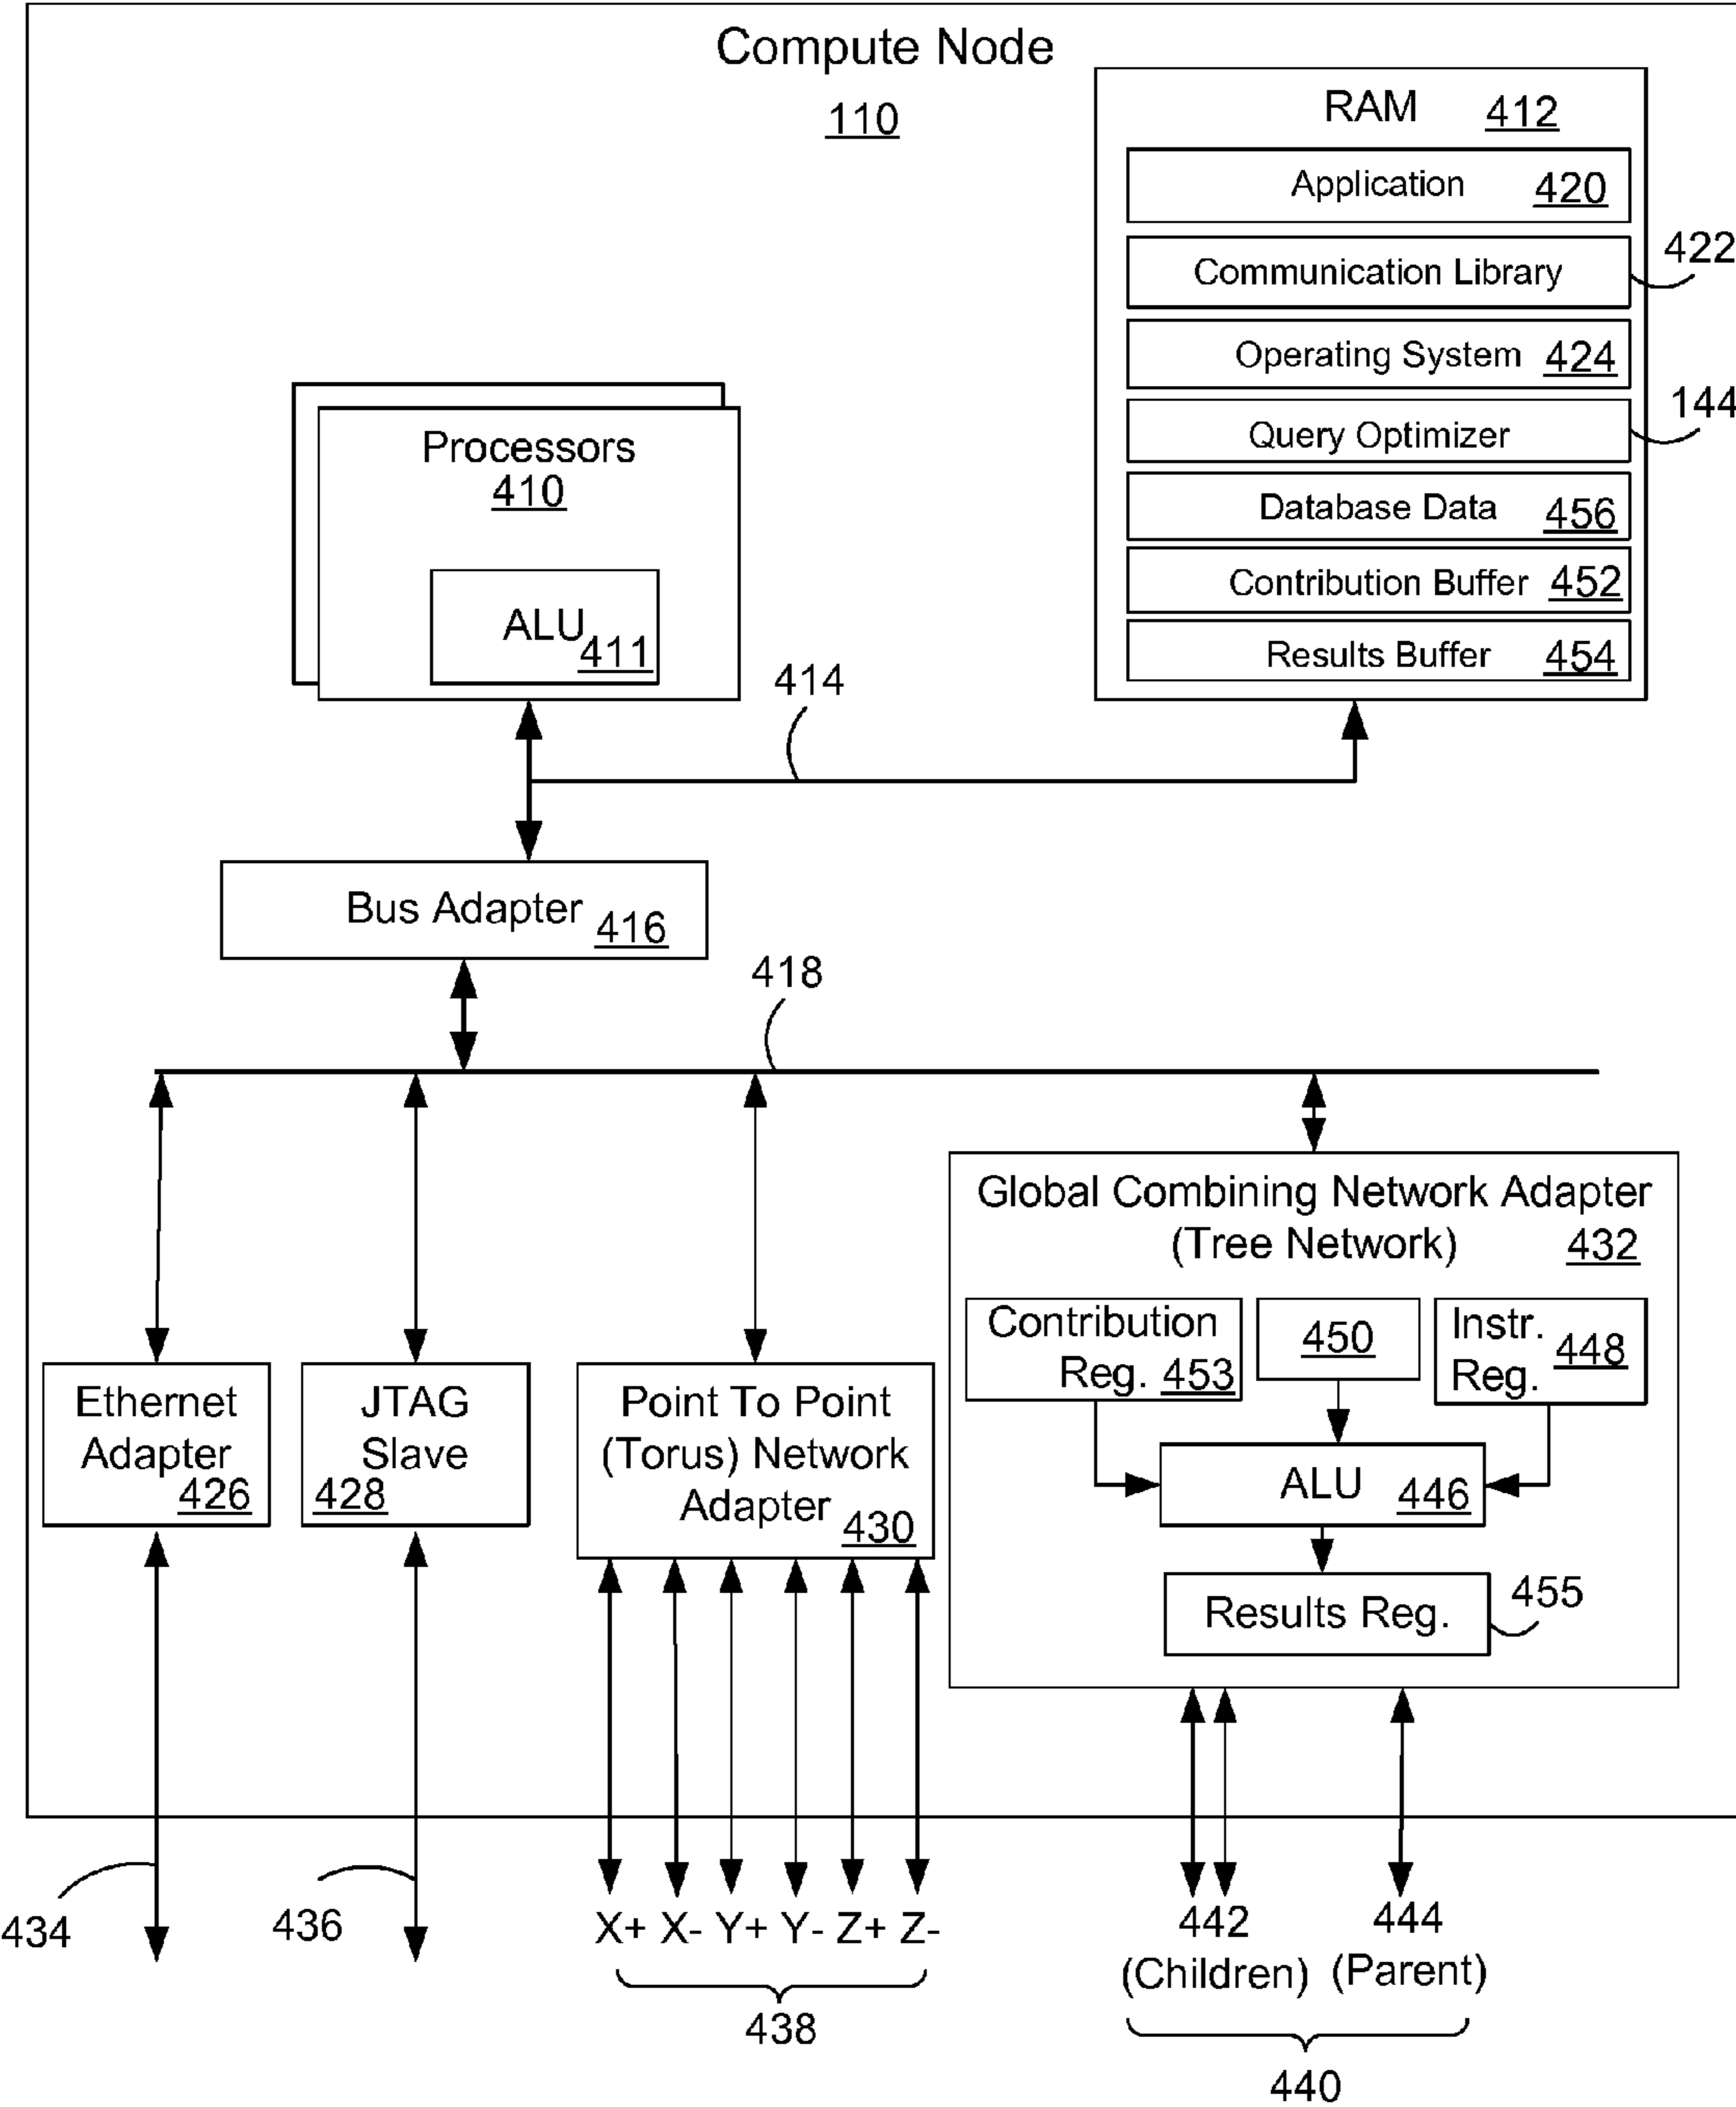 Compute Node
110
RAM 412
Application 420
Communication Library
422
Operating System 424
Query Optimizer
144
Database Data 456
Contribution Buffer 452
Results Buffer 454
Processors
410
ALU 411
414
Bus Adapter 416
418
Global Combining Network Adapter
(Tree Network) 432
Contribution
Reg. 453
450
Instr.
Reg. 448
ALU 446
Results Reg.
455
Ethernet
Adapter
426
JTAG
Slave
428
Point To Point
(Torus) Network
Adapter 430
434
436
X+ X- Y+ Y- Z+ Z-
438
442
(Children)
444
(Parent)
440